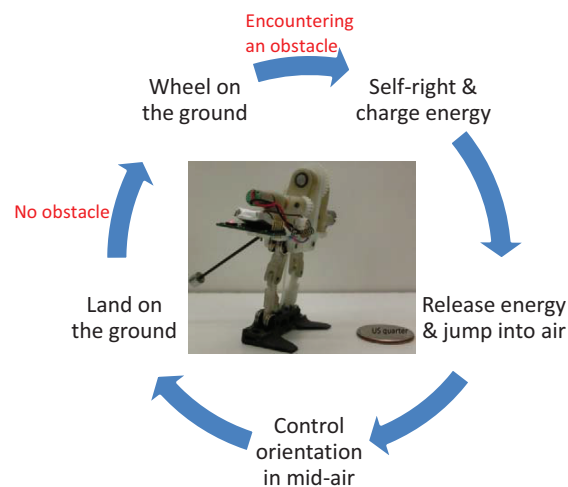 Encountering
an obstacle
Wheel on
the ground
Self-right &
charge energy
No obstacle
US quarter
Land on
the ground
Release energy
& jump into air
Control
orientation
in mid-air